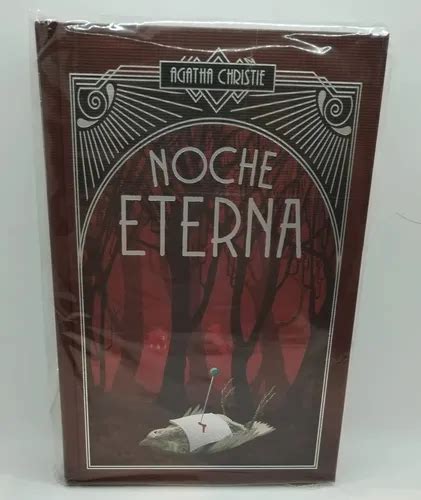 AGATHA CHRISTIE
NOCHE
ETERNA